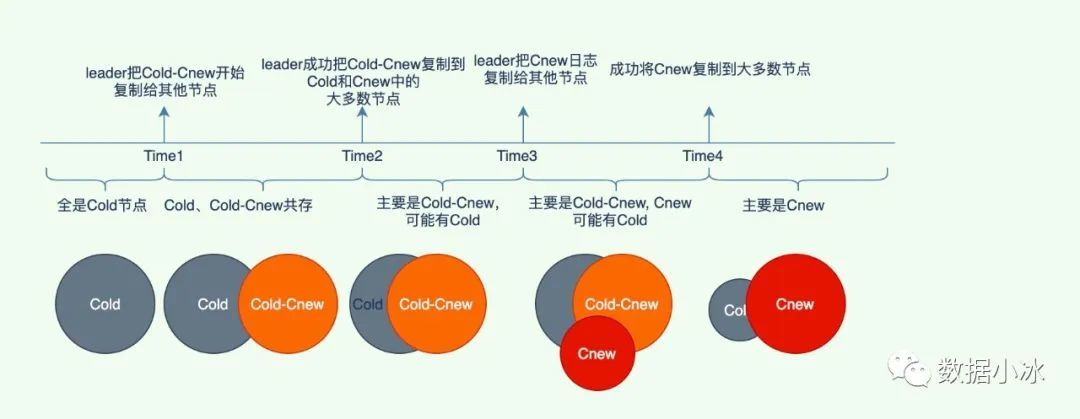 leader把Cold-Cnew开始
复制给其他节点
leader成功把Cold-Cnew复制到
Cold和Cnew中的
大多数节点
leader把Cnew日志
复制给其他节点
成功将Cnew复制到大多数节点
Time1
Time2
Time3
Time4
全是Cold节点
Cold、Cold-Cnew共存
主要是Cold-Cnew,
可能有Cold
主要是Cold-Cnew, Cnew
可能有Cold
主要是Cnew
Cold
Cold
Cold-Cnew
Cold
Cold-Cnew
Cold-Cnew
Cnew
Col
Cnew
数据小冰